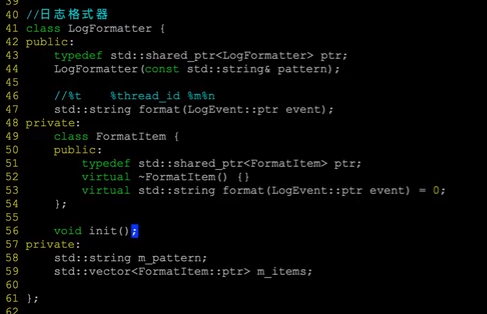 39
40 //日志格式器
41 class LogFormatter {
42 public:
43     typedef std::shared_ptr<LogFormatter> ptr;
44     LogFormatter(const std::string& pattern);
45
46     //%t    %thread_id %m%n
47     std::string format(LogEvent::ptr event);
48 private:
49     class FormatItem {
50     public:
51         typedef std::shared_ptr<FormatItem> ptr;
52         virtual ~FormatItem() {}
53         virtual std::string format(LogEvent::ptr event) = 0;
54     };
55
56     void init();
57 private:
58     std::string m_pattern;
59     std::vector<FormatItem::ptr> m_items;
60
61 };
62